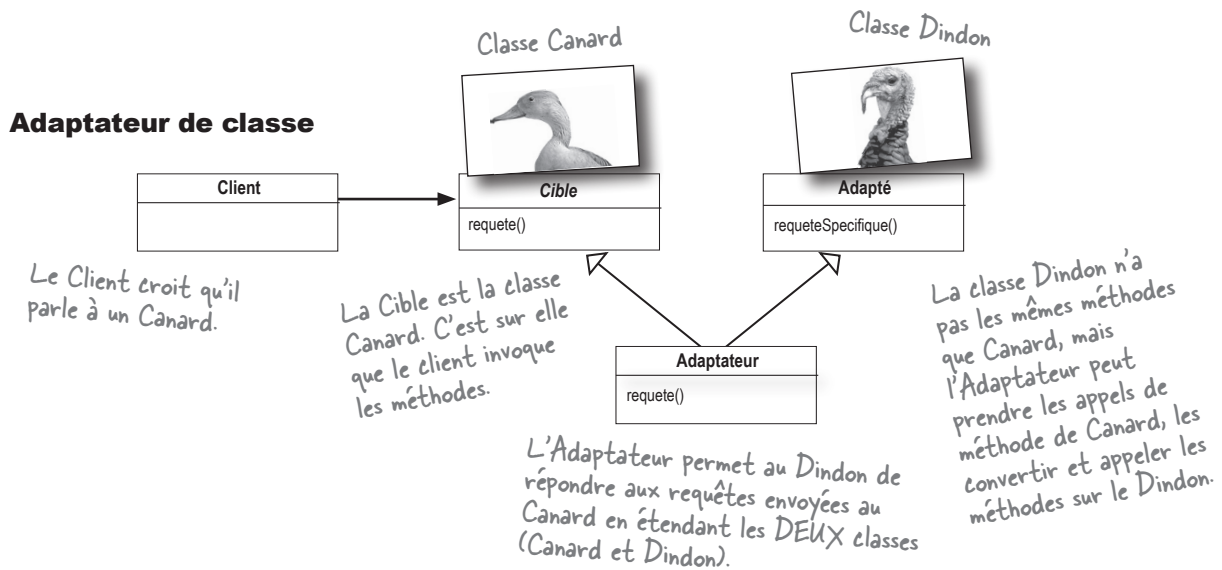 Classe Canard
Classe Dindon
Adaptateur de classe
Client
Cible
requete()
Adapté
requeteSpecifique()
Le Client croit qu'il
parle à un Canard.
La Cible est la classe
Canard. C'est sur elle
que le client invoque
les méthodes.
Adaptateur
requete()
L'Adaptateur permet au Dindon de
répondre aux requêtes envoyées au
Canard en étendant les DEUX classes
(Canard et Dindon).
La classe Dindon n'a
pas les mêmes méthodes
que Canard, mais
l'Adaptateur peut
prendre les appels de
méthode de Canard, les
convertir et appeler les
méthodes sur le Dindon.